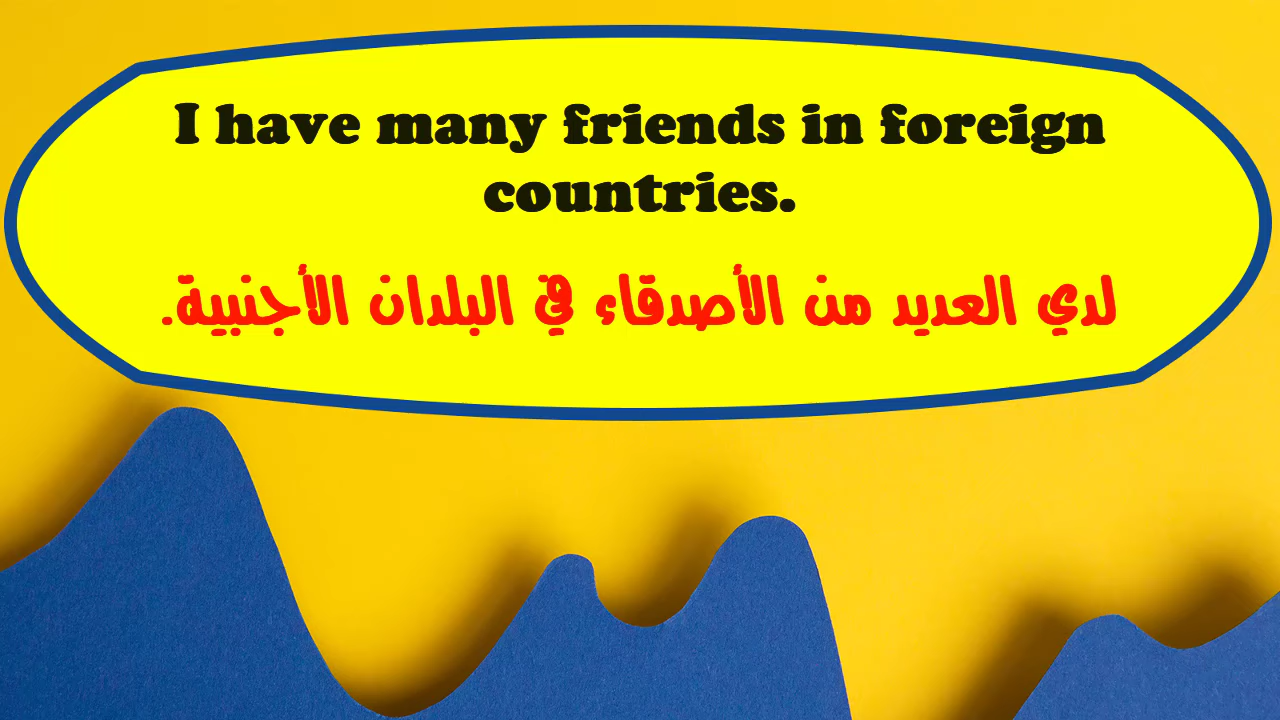 I have many friends in foreign
countries.
لدي العديد من الأصدقاء في البلدان الأجنبية.